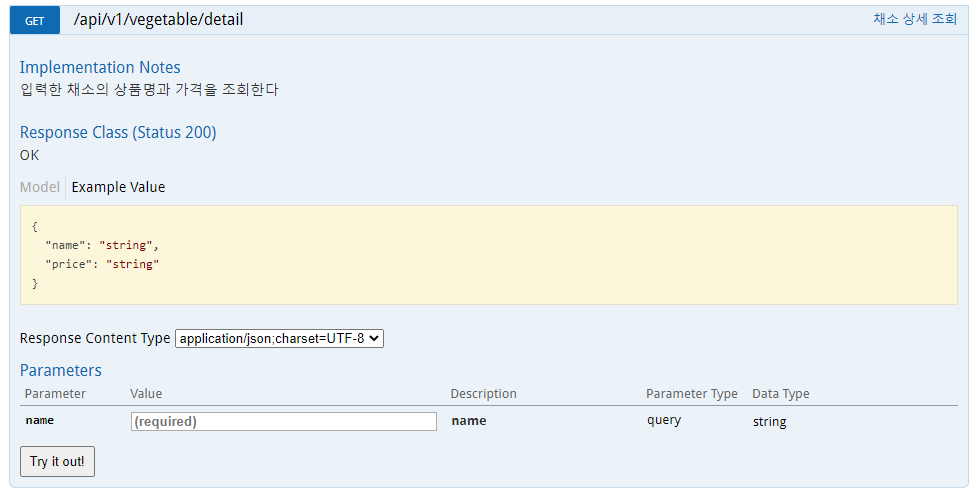 GET /api/v1/vegetable/detail 채소 상세 조회
Implementation Notes
입력한 채소의 상품명과 가격을 조회한다
Response Class (Status 200)
OK
Model Example Value
{
"name": "string",
"price": "string"
}
Response Content Type application/json;charset=UTF-8
Parameters
Parameter Value Description Parameter Type Data Type
name (required) name query string
Try it out!